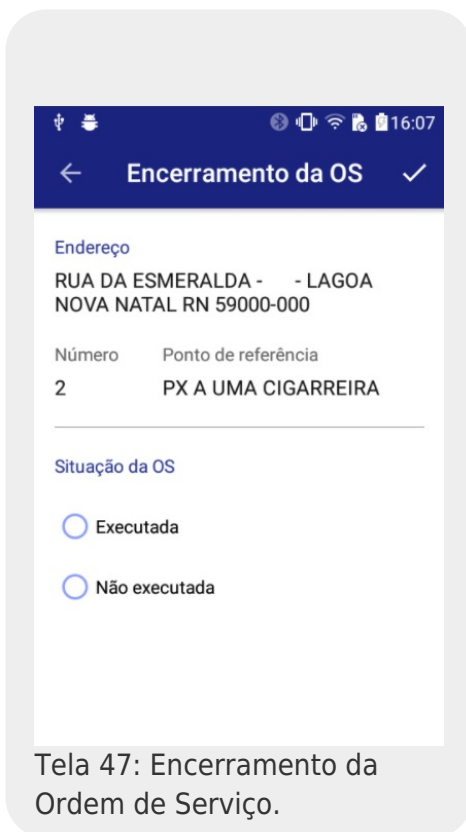 16:07
Encerramento da OS
Endereço
RUA DA ESMERALDA - - LAGOA
NOVA NATAL RN 59000-000
Número Ponto de referência
2 PX A UMA CIGARREIRA
Situação da OS
Executada
Não executada
Tela 47: Encerramento da
Ordem de Serviço.